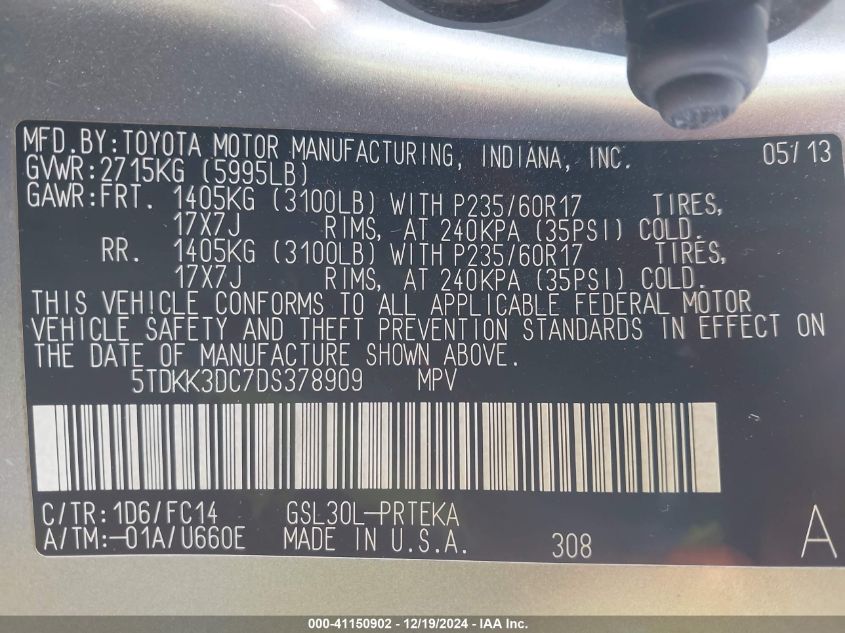 MFD.BY:TOYOTA MOTOR MANUFACTURING, INDIANA, INC. 05/13
GVWR:2715KG (5995LB)
GAWR:FRT. 1405KG (3100LB) WITH P235/60R17 TIRES,
17X7J RIMS, AT 240KPA (35PSI) COLD.
RR. 1405KG (3100LB) WITH P235/60R17 TIRES,
17X7J RIMS, AT 240KPA (35PSI) COLD.
THIS VEHICLE CONFORMS TO ALL APPLICABLE FEDERAL MOTOR
VEHICLE SAFETY AND THEFT PREVENTION STANDARDS IN EFFECT ON
THE DATE OF MANUFACTURE SHOWN ABOVE.
5TDKK3DC7DS378909 MPV
C/TR:1D6/FC14 GSL30L-PRTEKA
A/TM:-01A/U660E MADE IN U.S.A. 308 A
000-41150902 - 12/19/2024 - IAA Inc.